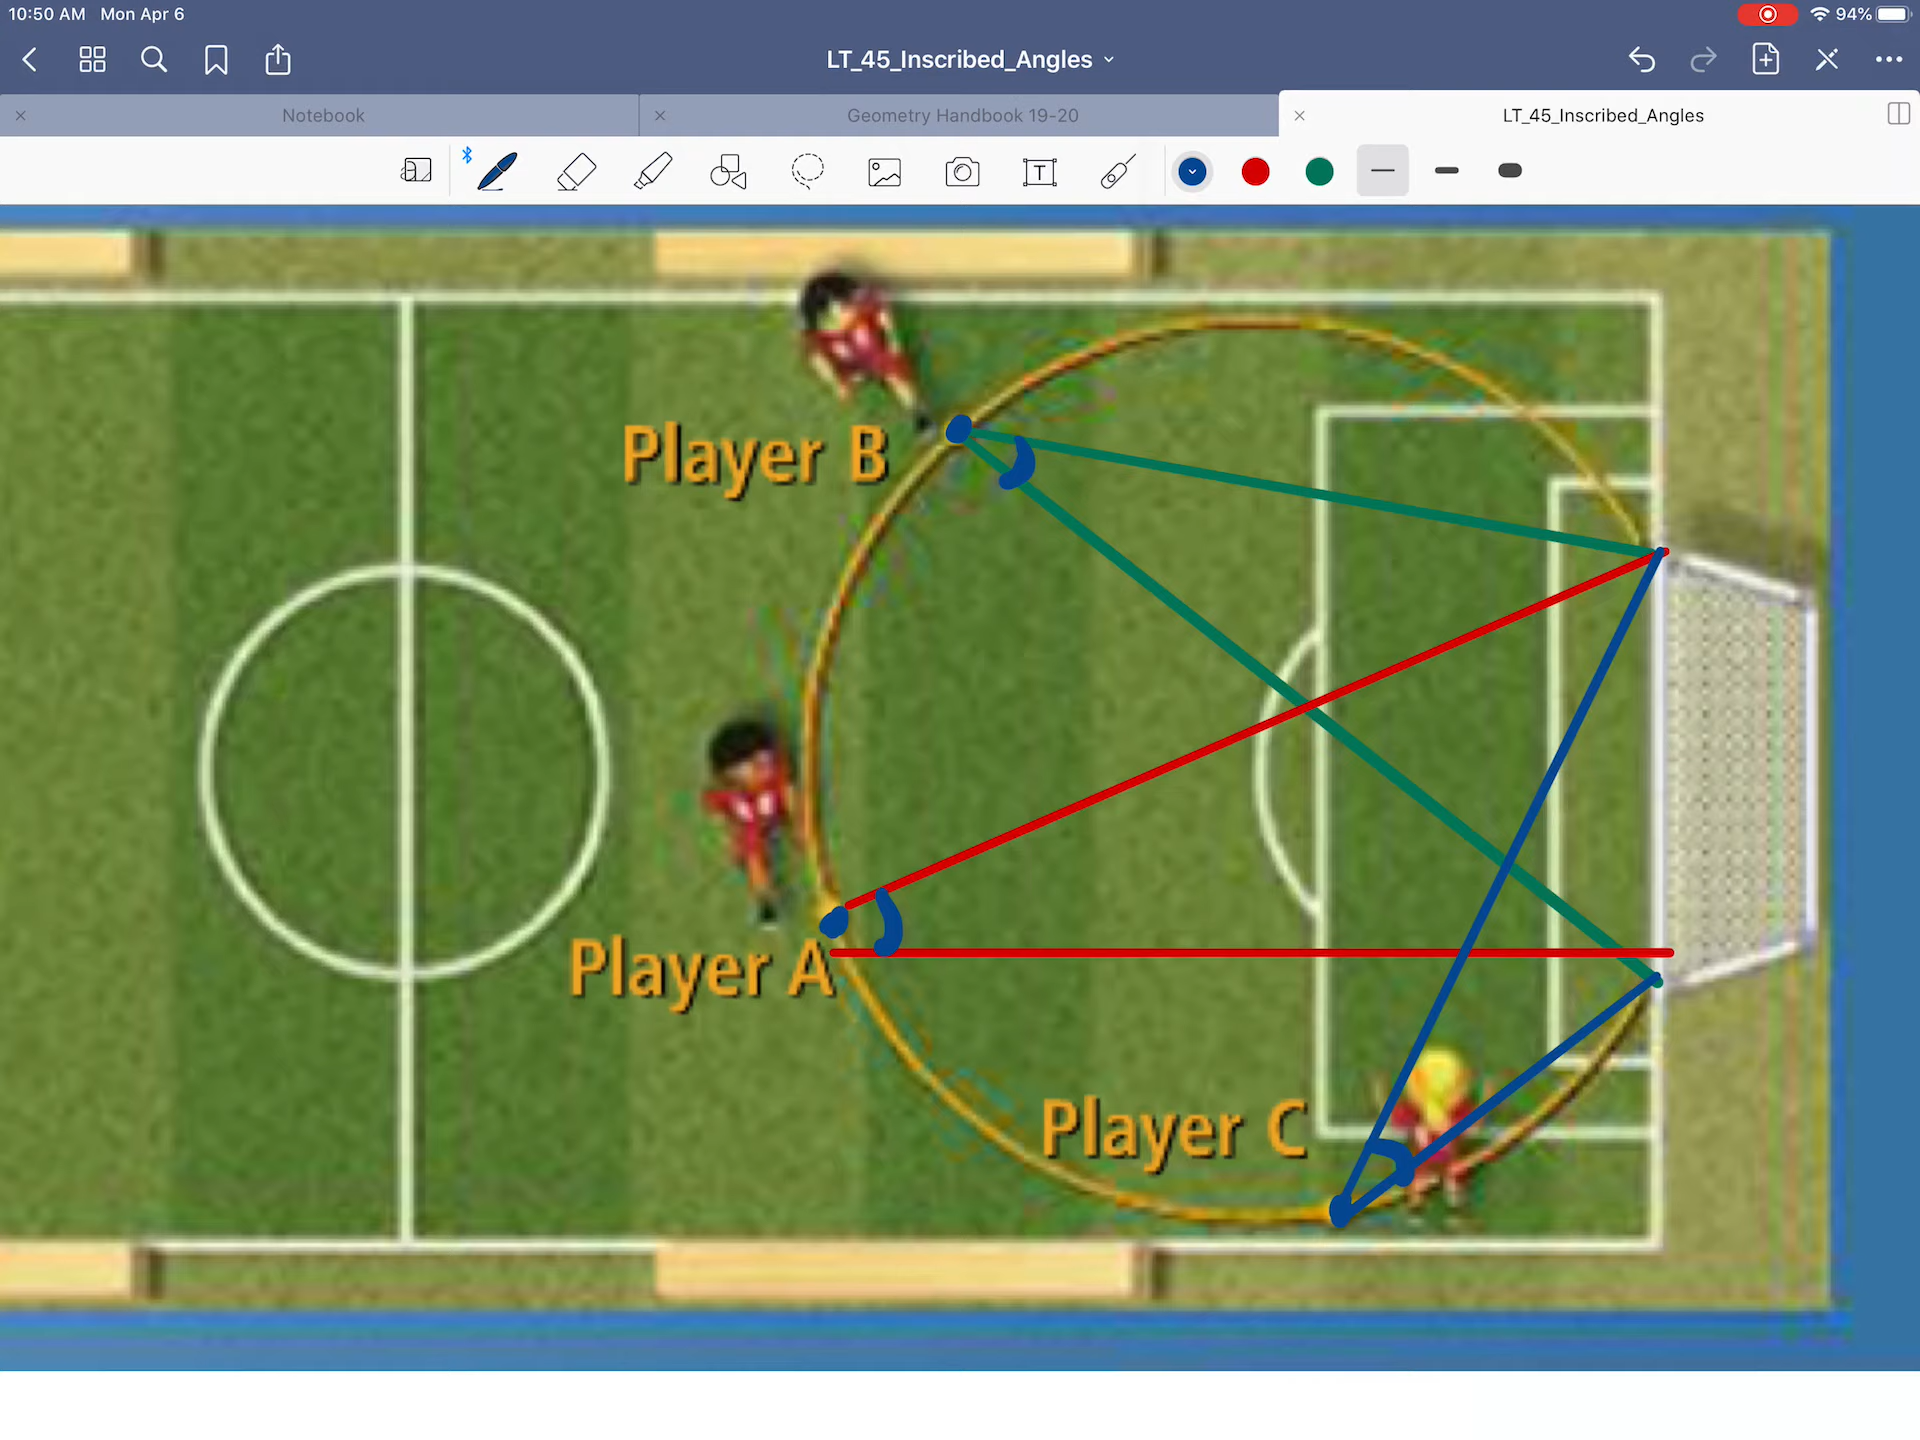 10:50 AM Mon Apr 6
94%
LT_45_Inscribed_Angles
Notebook
Geometry Handbook 19-20
LT_45_Inscribed_Angles
T
Player B
Player A
Player C